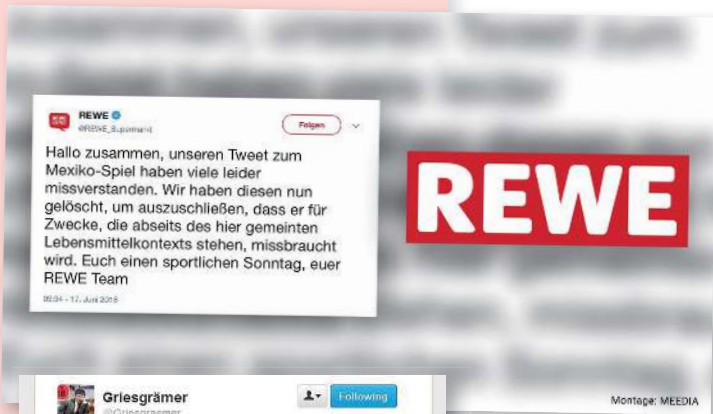 REWE
@REWE_Supermarkt
Folgen
Hallo zusammen, unseren Tweet zum
Mexiko-Spiel haben viele leider
missverstanden. Wir haben diesen nun
gelöscht, um auszuschließen, dass er für
Zwecke, die abseits des hier gemeinten
Lebensmittelkontexts stehen, missbraucht
wird. Euch einen sportlichen Sonntag, euer
REWE Team
09:34 - 17. Juni 2018
REWE
Montage: MEEDIA
Griesgrämer
Following